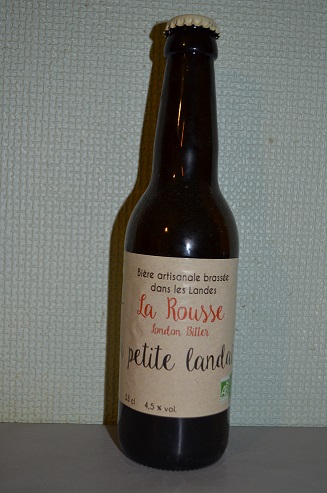 Bière artisanale brassée
dans les Landes
La Rousse
London Bitter
petite landa
33 cl 4,5 % vol.